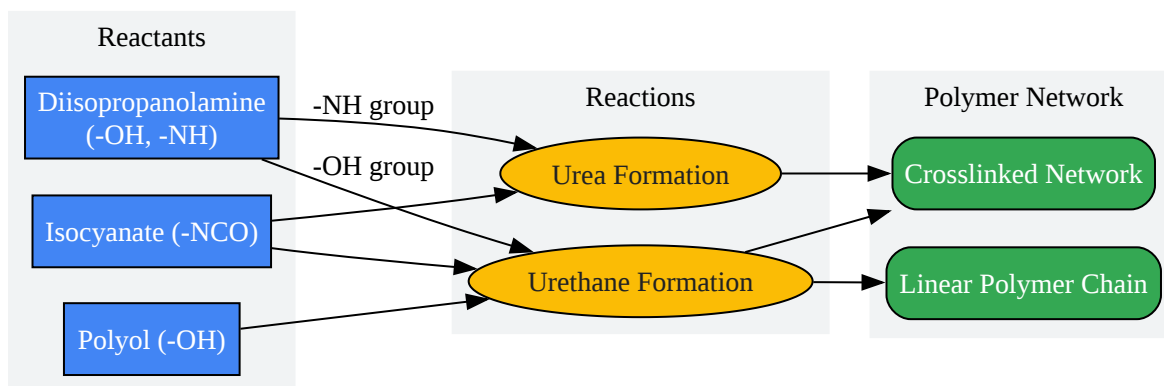 Reactants
Diisopropanolamine
(-OH, -NH)
Isocyanate (-NCO)
Polyol (-OH)
-NH group
-OH group
Reactions
Urea Formation
Urethane Formation
Polymer Network
Crosslinked Network
Linear Polymer Chain